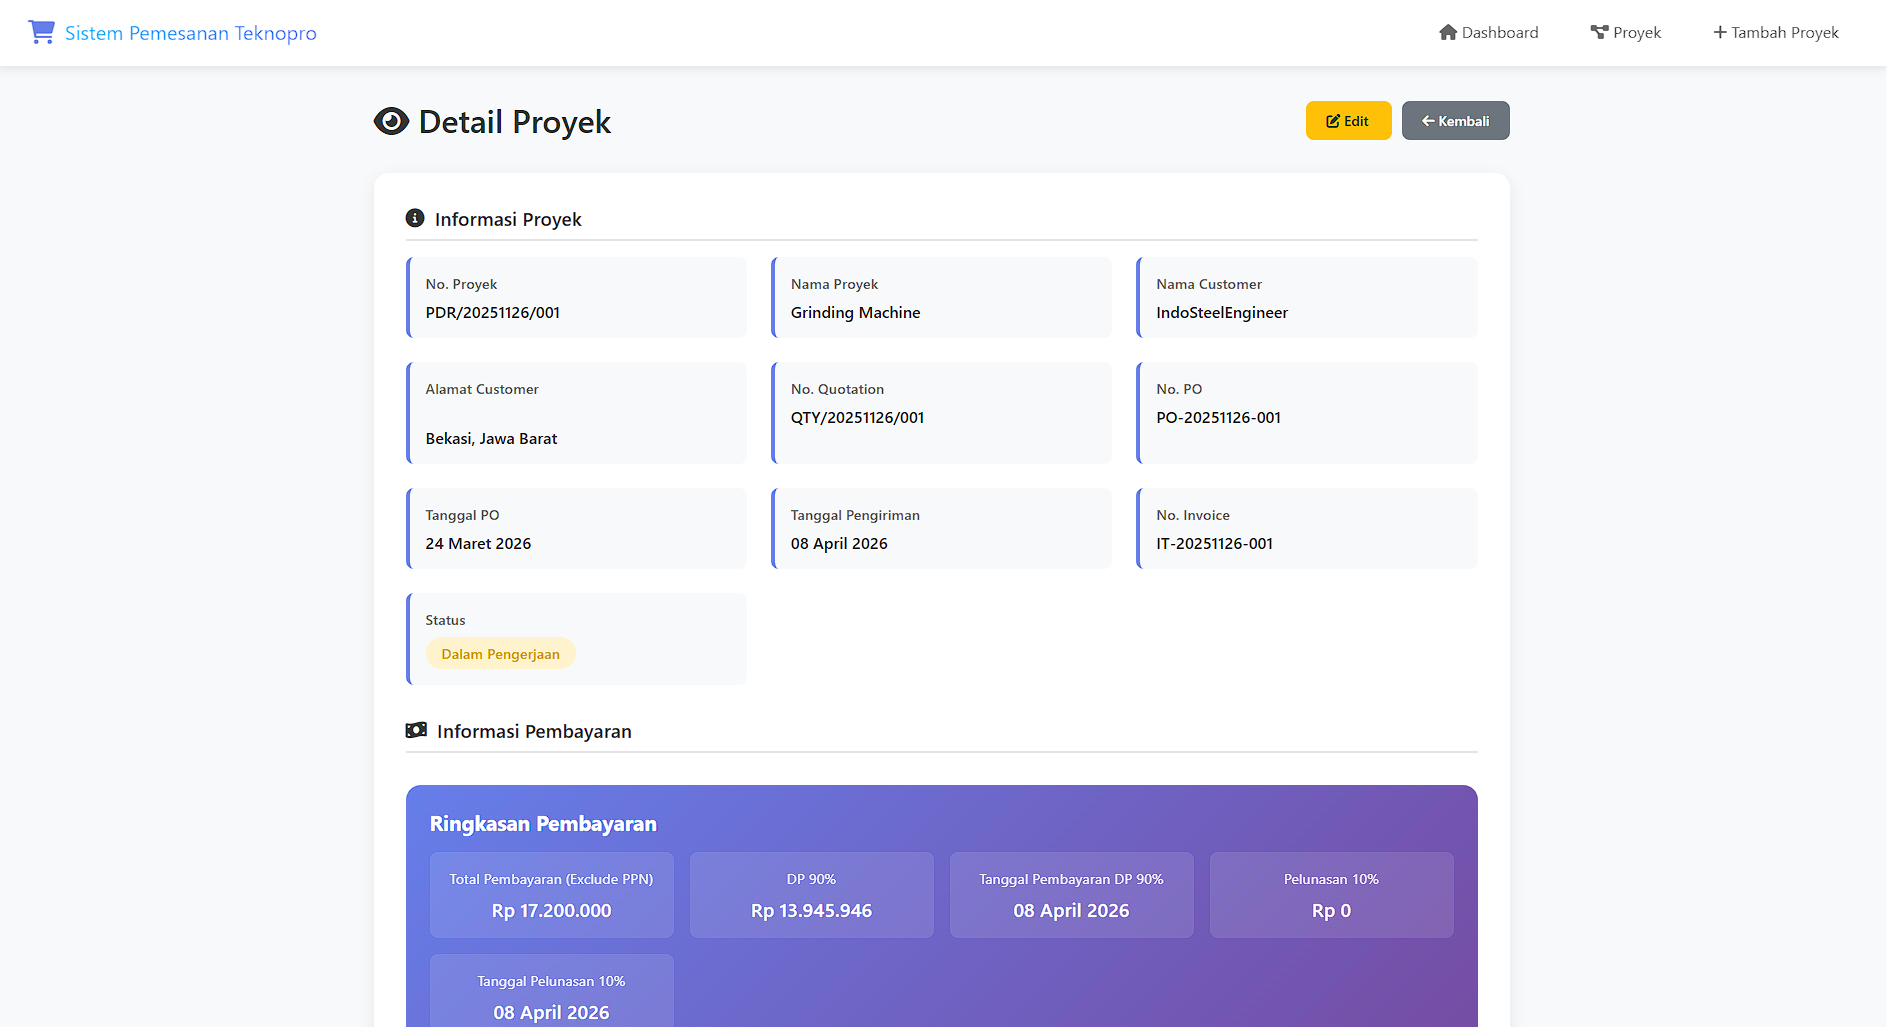 Sistem Pemesanan Teknopro
Dashboard
Proyek
Tambah Proyek
Detail Proyek
Edit
Kembali
Informasi Proyek
No. Proyek
PDR/20251126/001
Nama Proyek
Grinding Machine
Nama Customer
IndoSteelEngineer
Alamat Customer
Bekasi, Jawa Barat
No. Quotation
QTY/20251126/001
No. PO
PO-20251126-001
Tanggal PO
24 Maret 2026
Tanggal Pengiriman
08 April 2026
No. Invoice
IT-20251126-001
Status
Dalam Pengerjaan
Informasi Pembayaran
Ringkasan Pembayaran
Total Pembayaran (Exclude PPN)
Rp 17.200.000
DP 90%
Rp 13.945.946
Tanggal Pembayaran DP 90%
08 April 2026
Pelunasan 10%
Rp 0
Tanggal Pelunasan 10%
08 April 2026